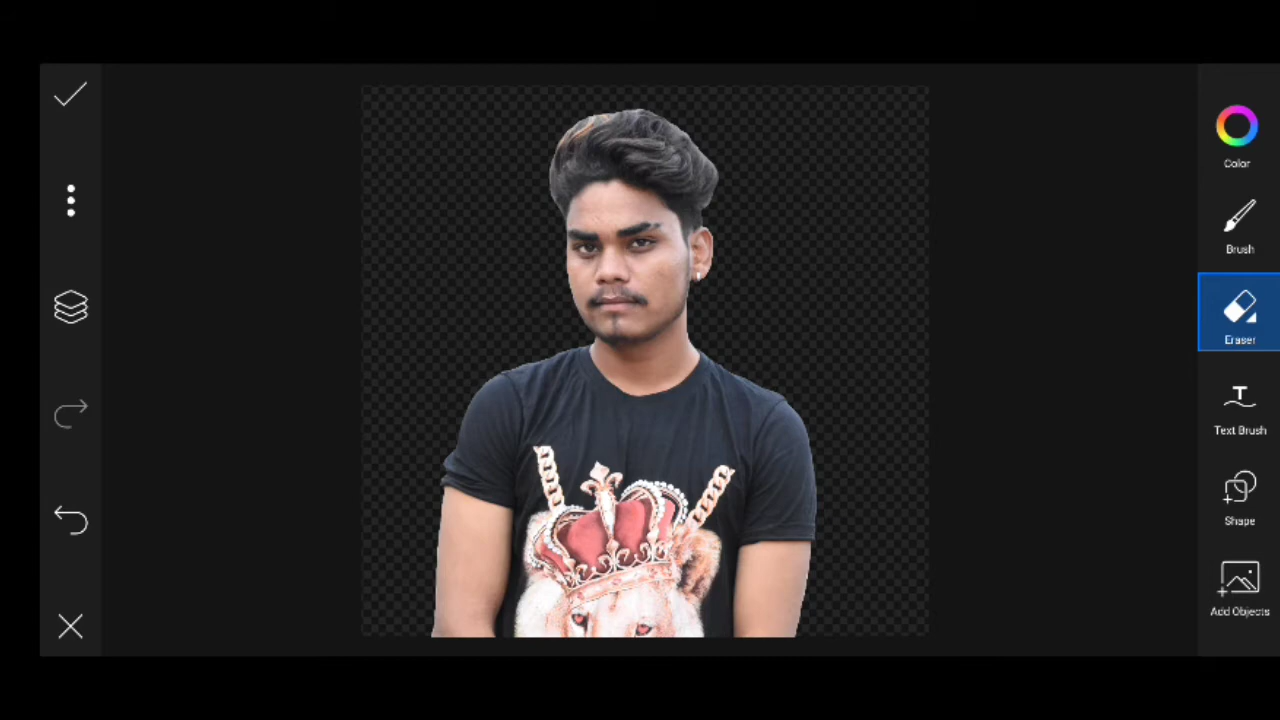 Color
Brush
Eraser
Text Brush
Shape
Add Objects